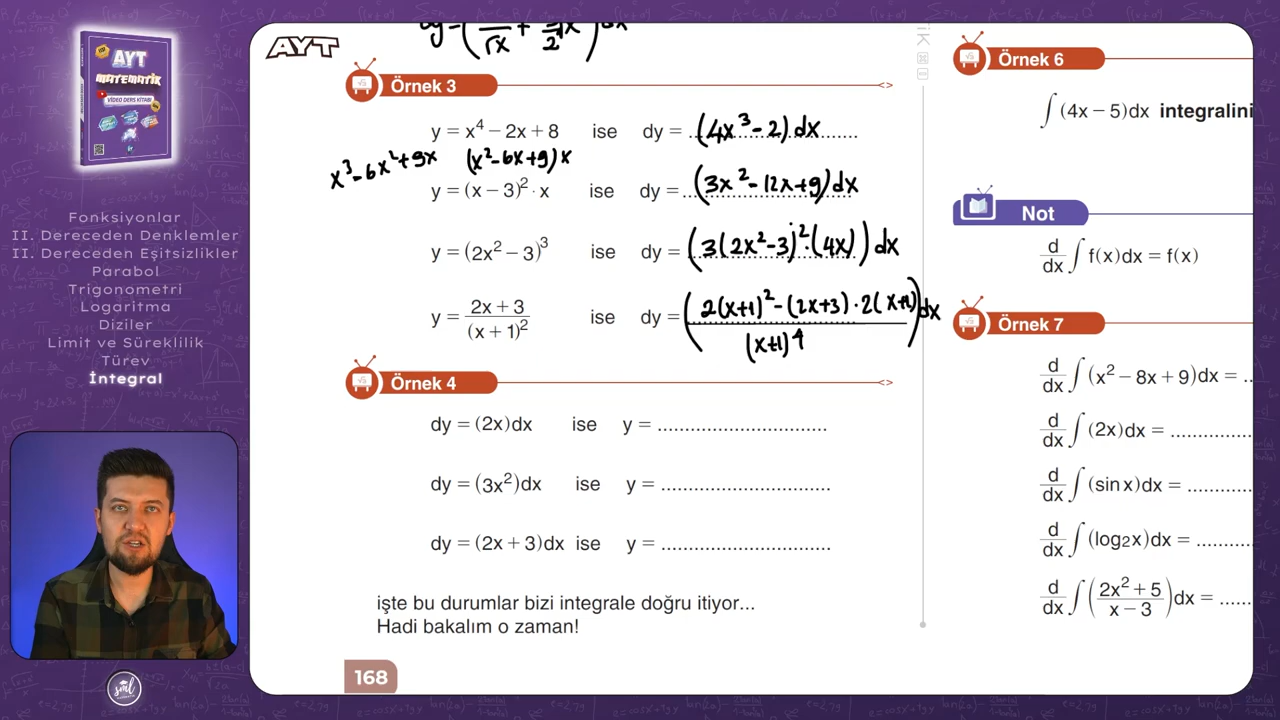 AYT
AYT
MATEMATİK
VİDEO DERS KİTABI
Fonksiyonlar
II. Dereceden Denklemler
II. Dereceden Eşitsizlikler
Parabol
Trigonometri
Logaritma
Diziler
Limit ve Süreklilik
Türev
İntegral
sml
Örnek 3
y = x⁴ − 2x + 8 ise dy = (4x³ − 2) dx
x³ − 6x² + 9x (x² − 6x + 9) x
y = (x − 3)² · x ise dy = (3x² − 12x + 9) dx
y = (2x² − 3)³ ise dy = (3(2x² − 3)² · (4x)) dx
y = (2x + 3)/(x + 1)² ise dy = ((2(x+1)² − (2x+3) · 2(x+1))/(x+1)⁴) dx
Örnek 4
dy = (2x)dx ise y = ..............................
dy = (3x²)dx ise y = ..............................
dy = (2x + 3)dx ise y = ..............................
işte bu durumlar bizi integrale doğru itiyor...
Hadi bakalım o zaman!
168
Örnek 6
∫(4x − 5)dx integralini
Not
d/dx ∫ f(x)dx = f(x)
Örnek 7
d/dx ∫ (x² − 8x + 9)dx = ..
d/dx ∫ (2x)dx = ..............
d/dx ∫ (sin x)dx = ...........
d/dx ∫ (log₂x)dx = ..........
d/dx ∫ ((2x² + 5)/(x − 3))dx = ......